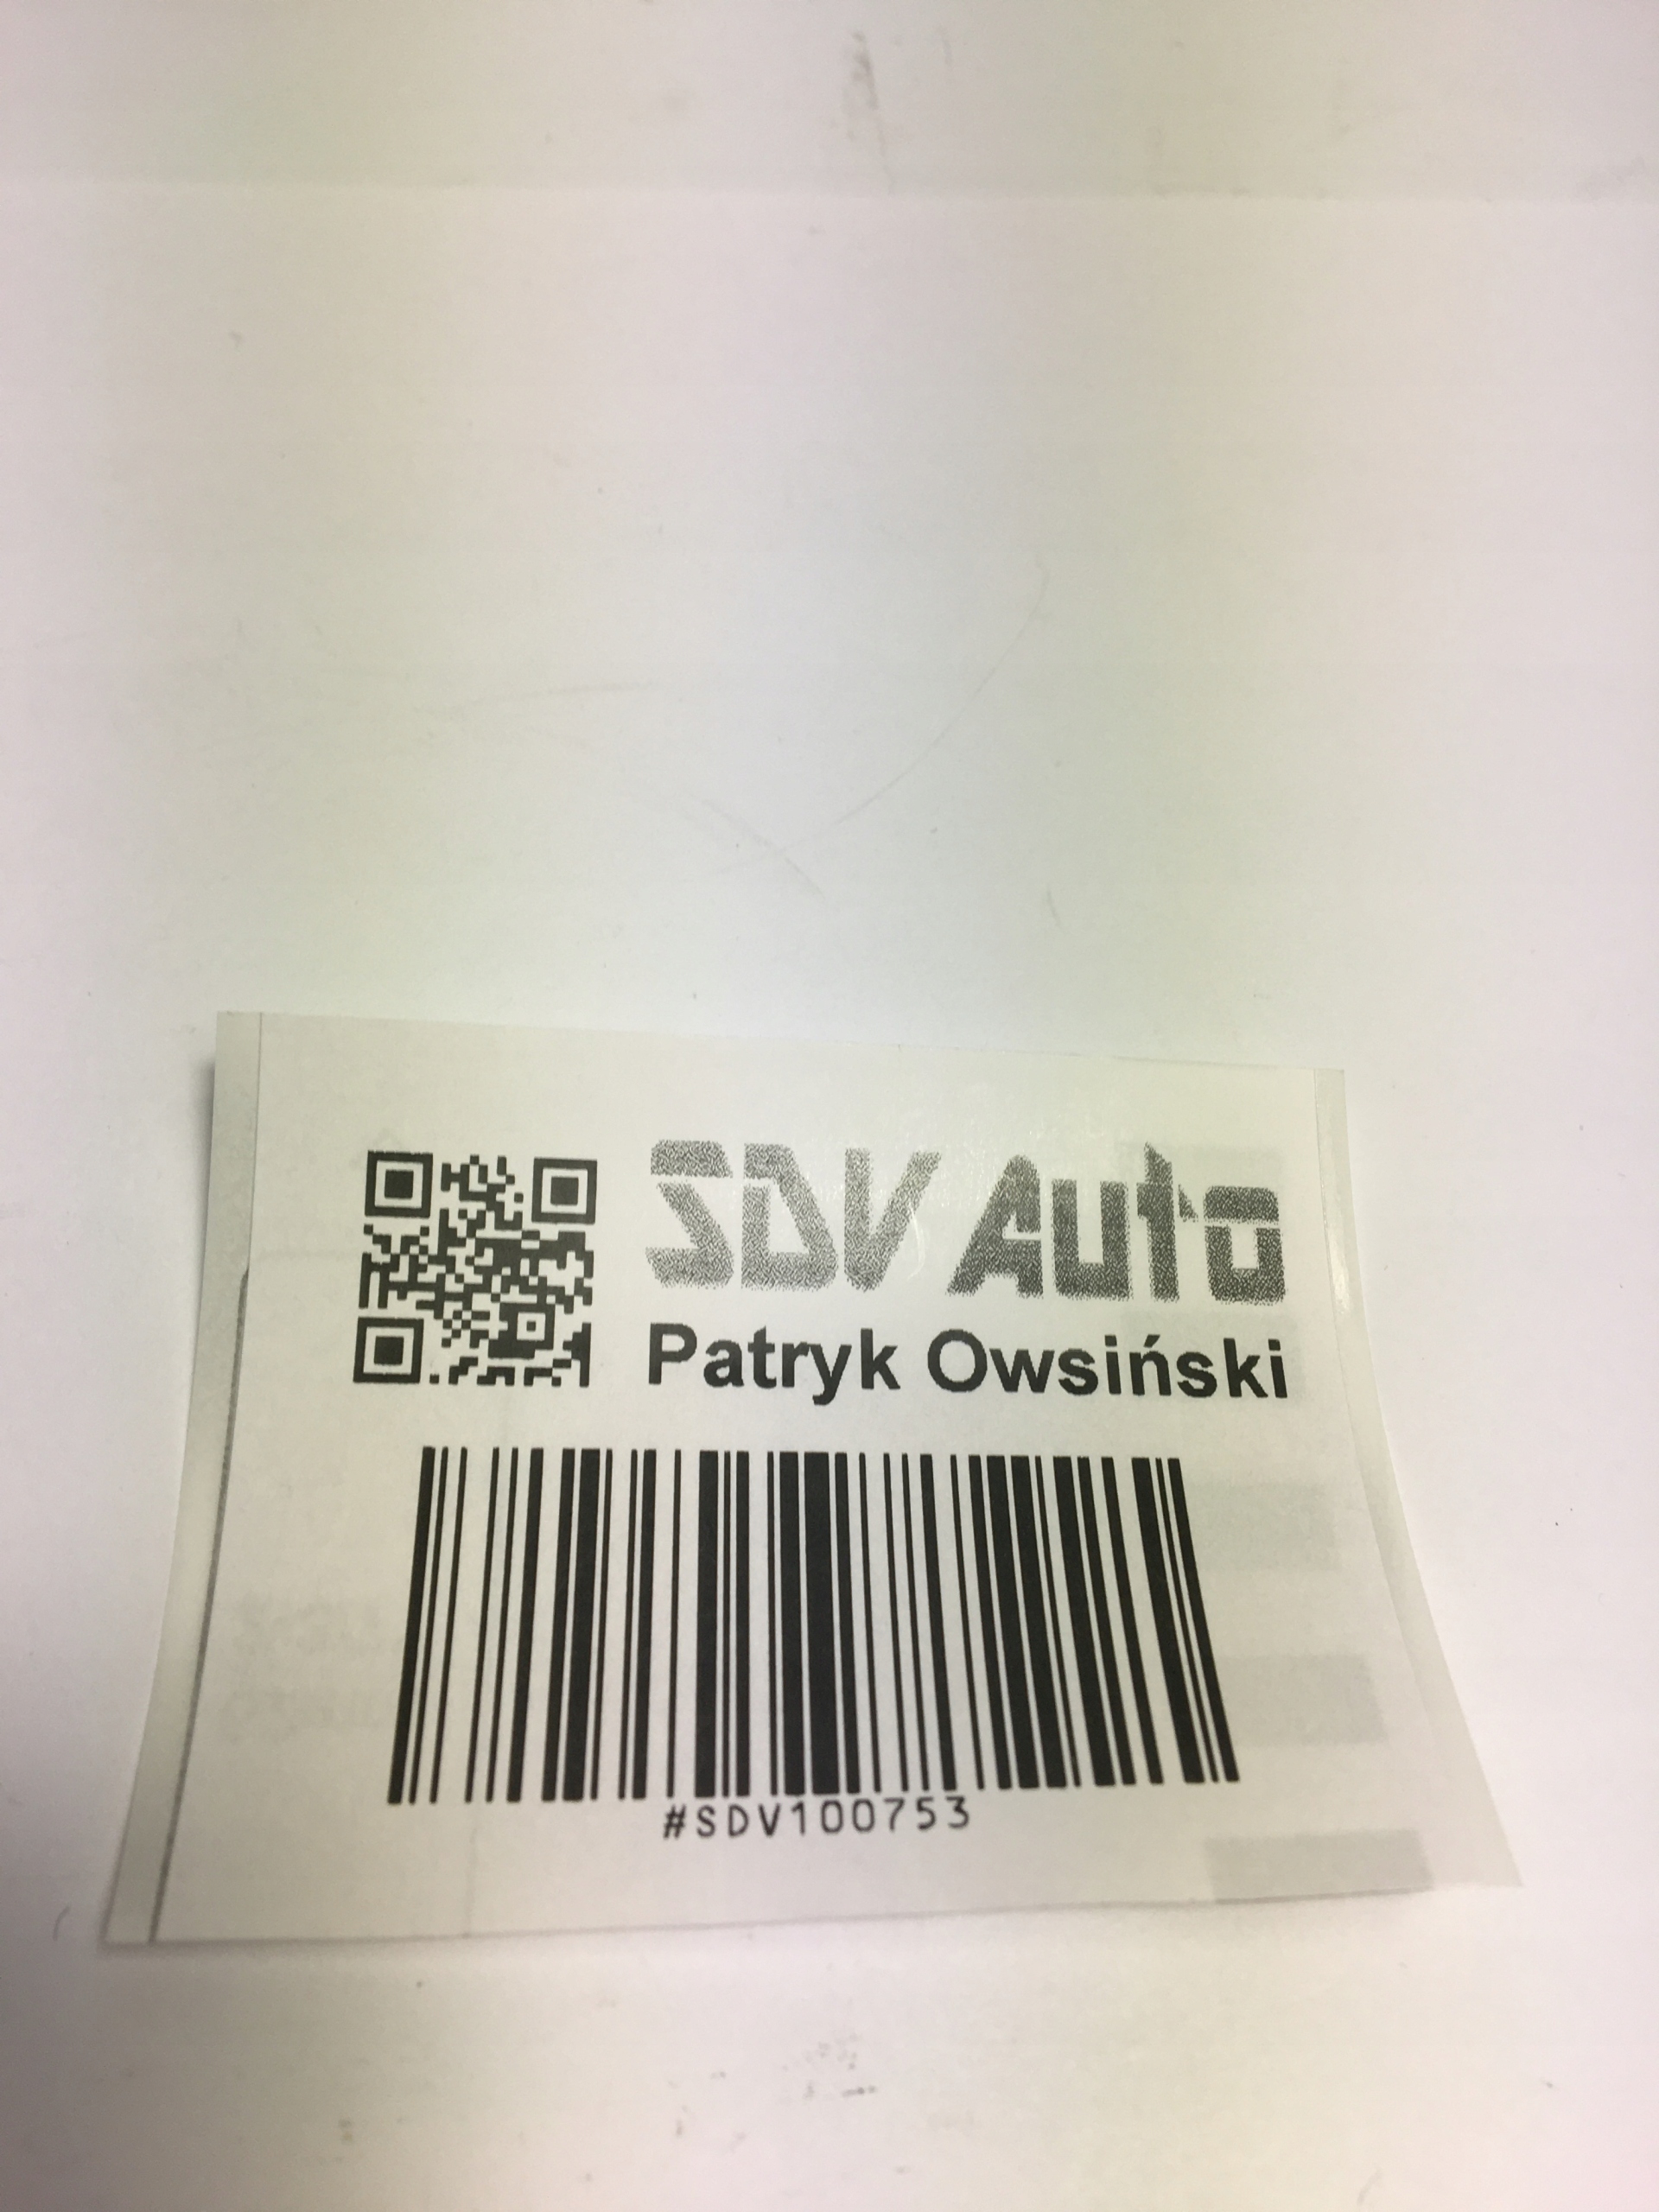 SDV Auto
Patryk Owsiński
#SDV100753